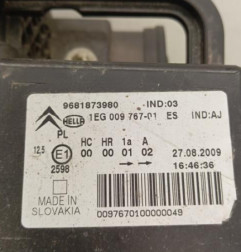 9681873980 IND:03
HELLA 1EG 009 767-01 ES IND:AJ
PL HC HR 1a A
12,5 E1 00 00 01 02 27.08.2009
2598 16:46:36
MADE IN
SLOVAKIA
0097670100000049